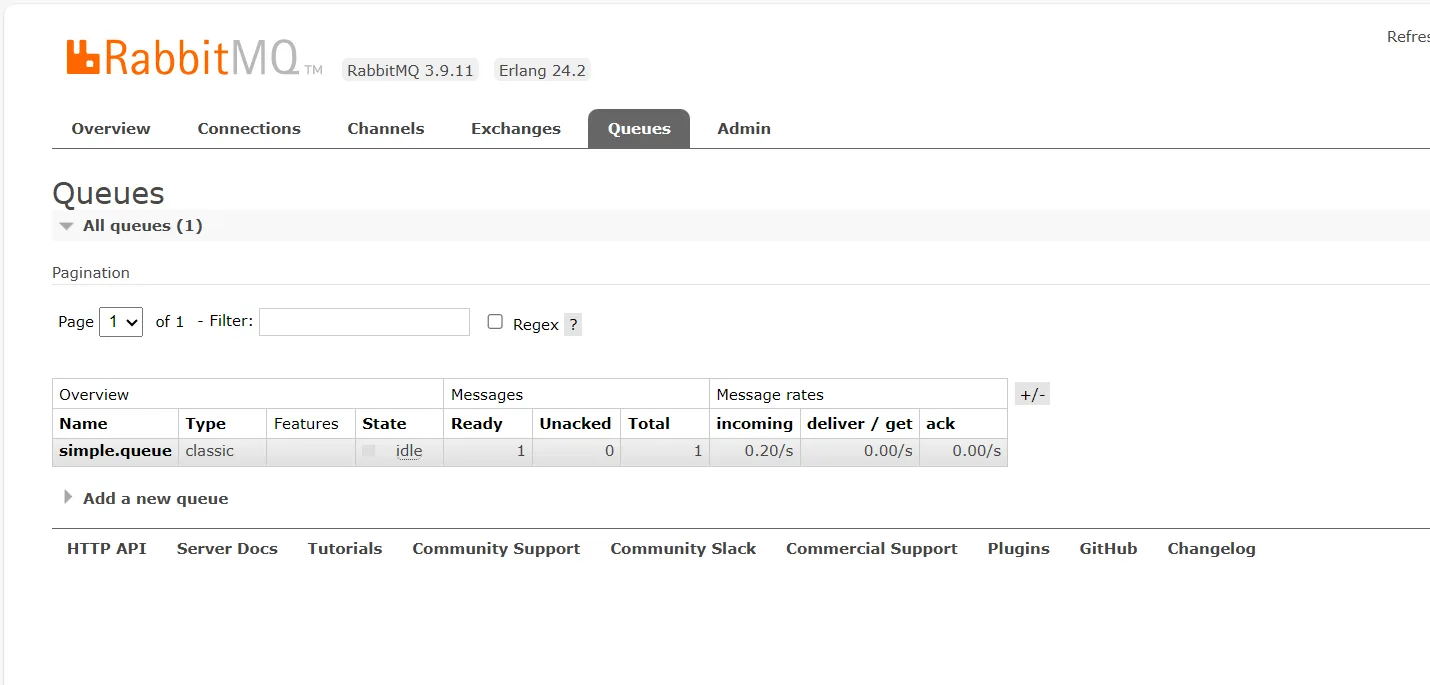 Refres
RabbitMQ TM RabbitMQ 3.9.11 Erlang 24.2
Overview Connections Channels Exchanges Queues Admin
Queues
All queues (1)
Pagination
Page 1 of 1 - Filter: Regex ?
Overview Messages Message rates +/-
Name Type Features State Ready Unacked Total incoming deliver / get ack
simple.queue classic idle 1 0 1 0.20/s 0.00/s 0.00/s
Add a new queue
HTTP API Server Docs Tutorials Community Support Community Slack Commercial Support Plugins GitHub Changelog